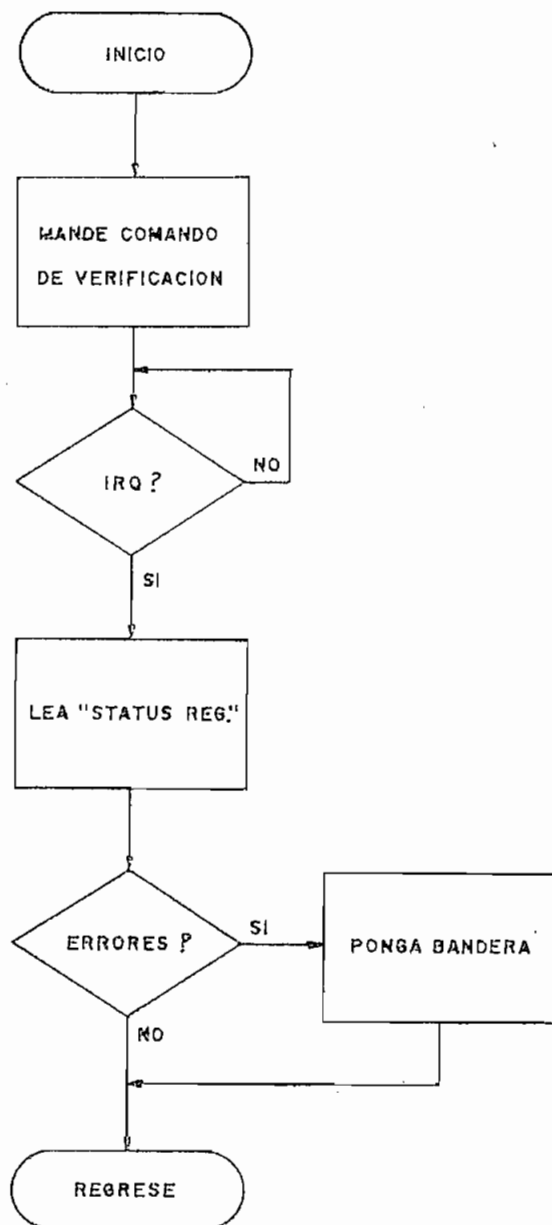 INICIO
MANDE COMANDO
DE VERIFICACION
IRQ ?
NO
SI
LEA "STATUS REG."
ERRORES ?
SI
PONGA BANDERA
NO
REGRESE